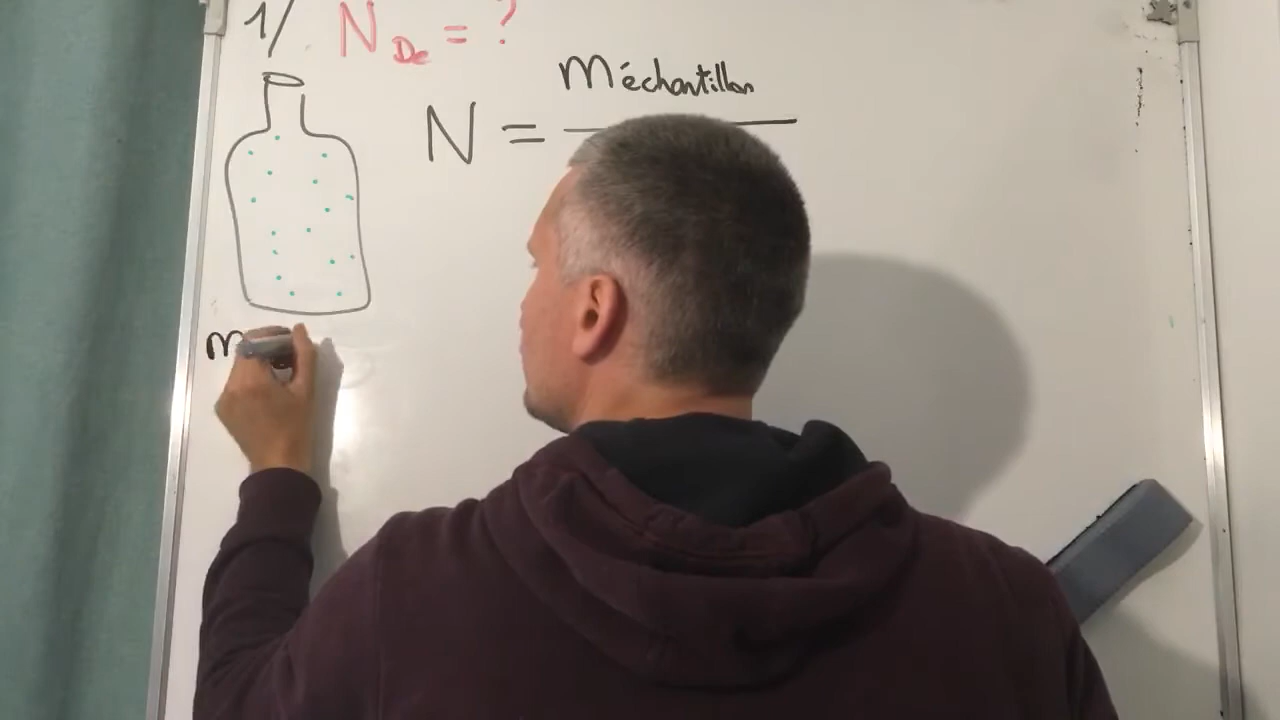 1/ N De = ?
N = méchantillon
m